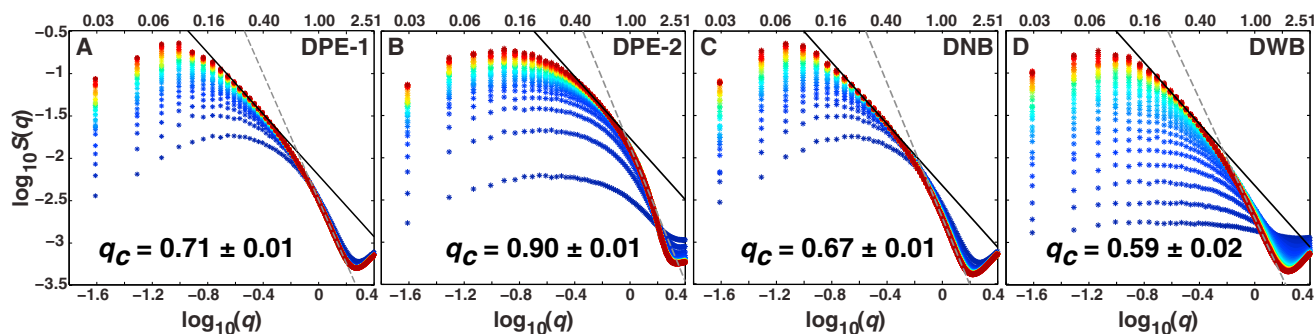 0.03 0.06 0.16 0.40 1.00 2.51 0.03 0.06 0.16 0.40 1.00 2.51 0.03 0.06 0.16 0.40 1.00 2.51 0.03 0.06 0.16 0.40 1.00 2.51
A DPE-1 B DPE-2 C DNB D DWB
−0.5
−1.0
−1.5
−2.0
−2.5
−3.0
−3.5
log10S(q)
qC = 0.71 ± 0.01 qC = 0.90 ± 0.01 qC = 0.67 ± 0.01 qC = 0.59 ± 0.02
−1.6 −1.2 −0.8 −0.4 0 0.4 −1.6 −1.2 −0.8 −0.4 0 0.4 −1.6 −1.2 −0.8 −0.4 0 0.4 −1.6 −1.2 −0.8 −0.4 0 0.4
log10(q) log10(q) log10(q) log10(q)